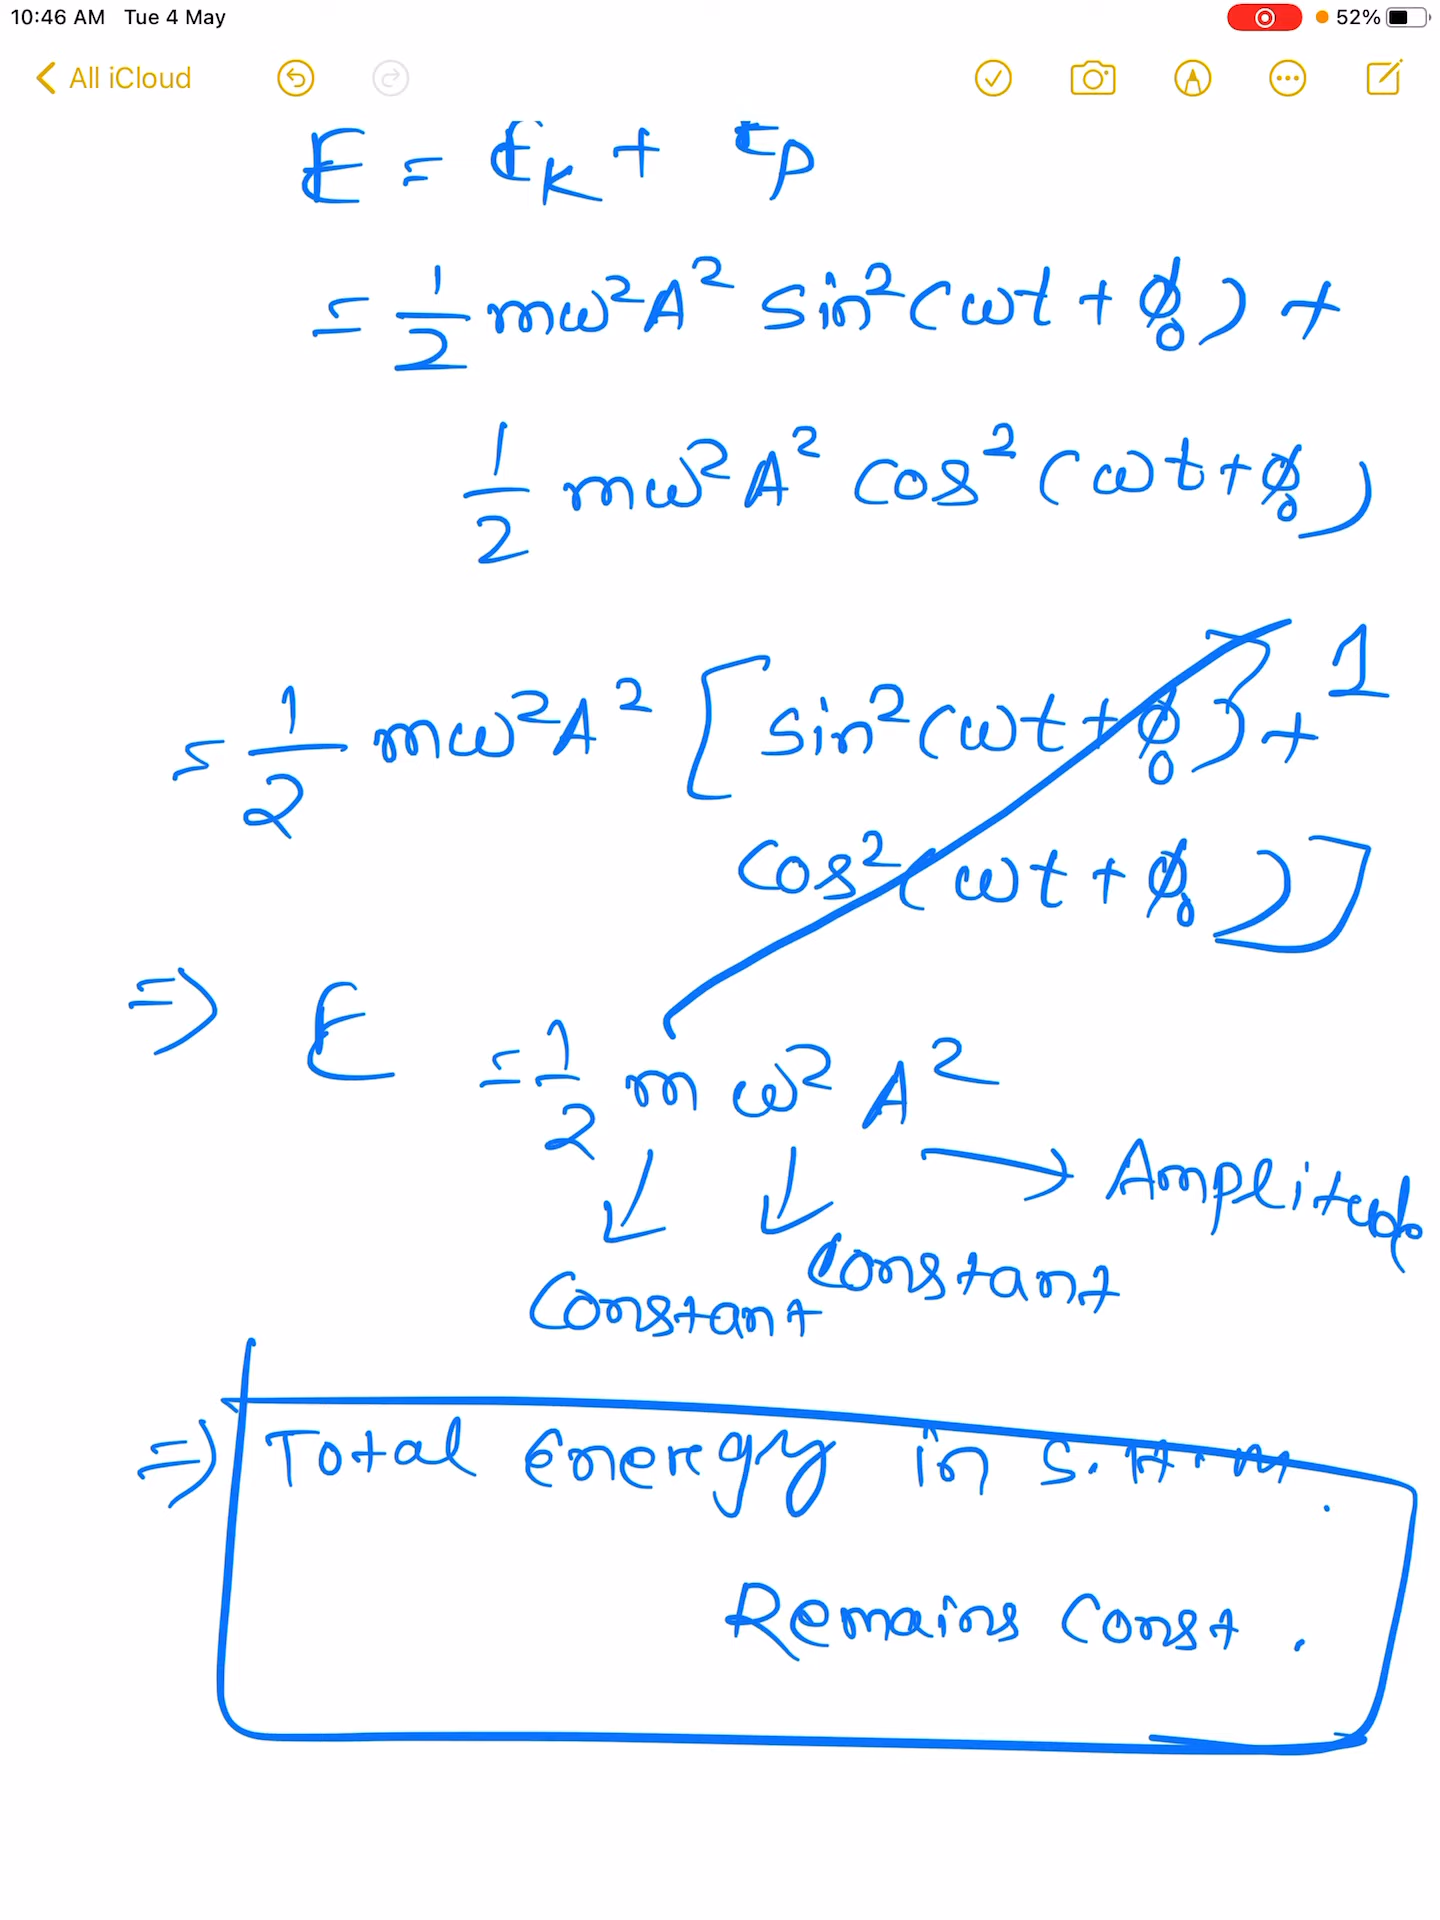 10:46 AM Tue 4 May 52%
All iCloud
E = Ek + Ep
= 1/2 mω²A² sin²(ωt + ϕ₀) +
1/2 mω²A² cos²(ωt + ϕ₀)
= 1/2 mω²A² [sin²(ωt + ϕ₀) + 1
cos²(ωt + ϕ₀)]
⇒ E = 1/2 m ω² A²
→ Amplitude
Constant
Constant
⇒ Total Energy in S.H.M.
Remains Const.